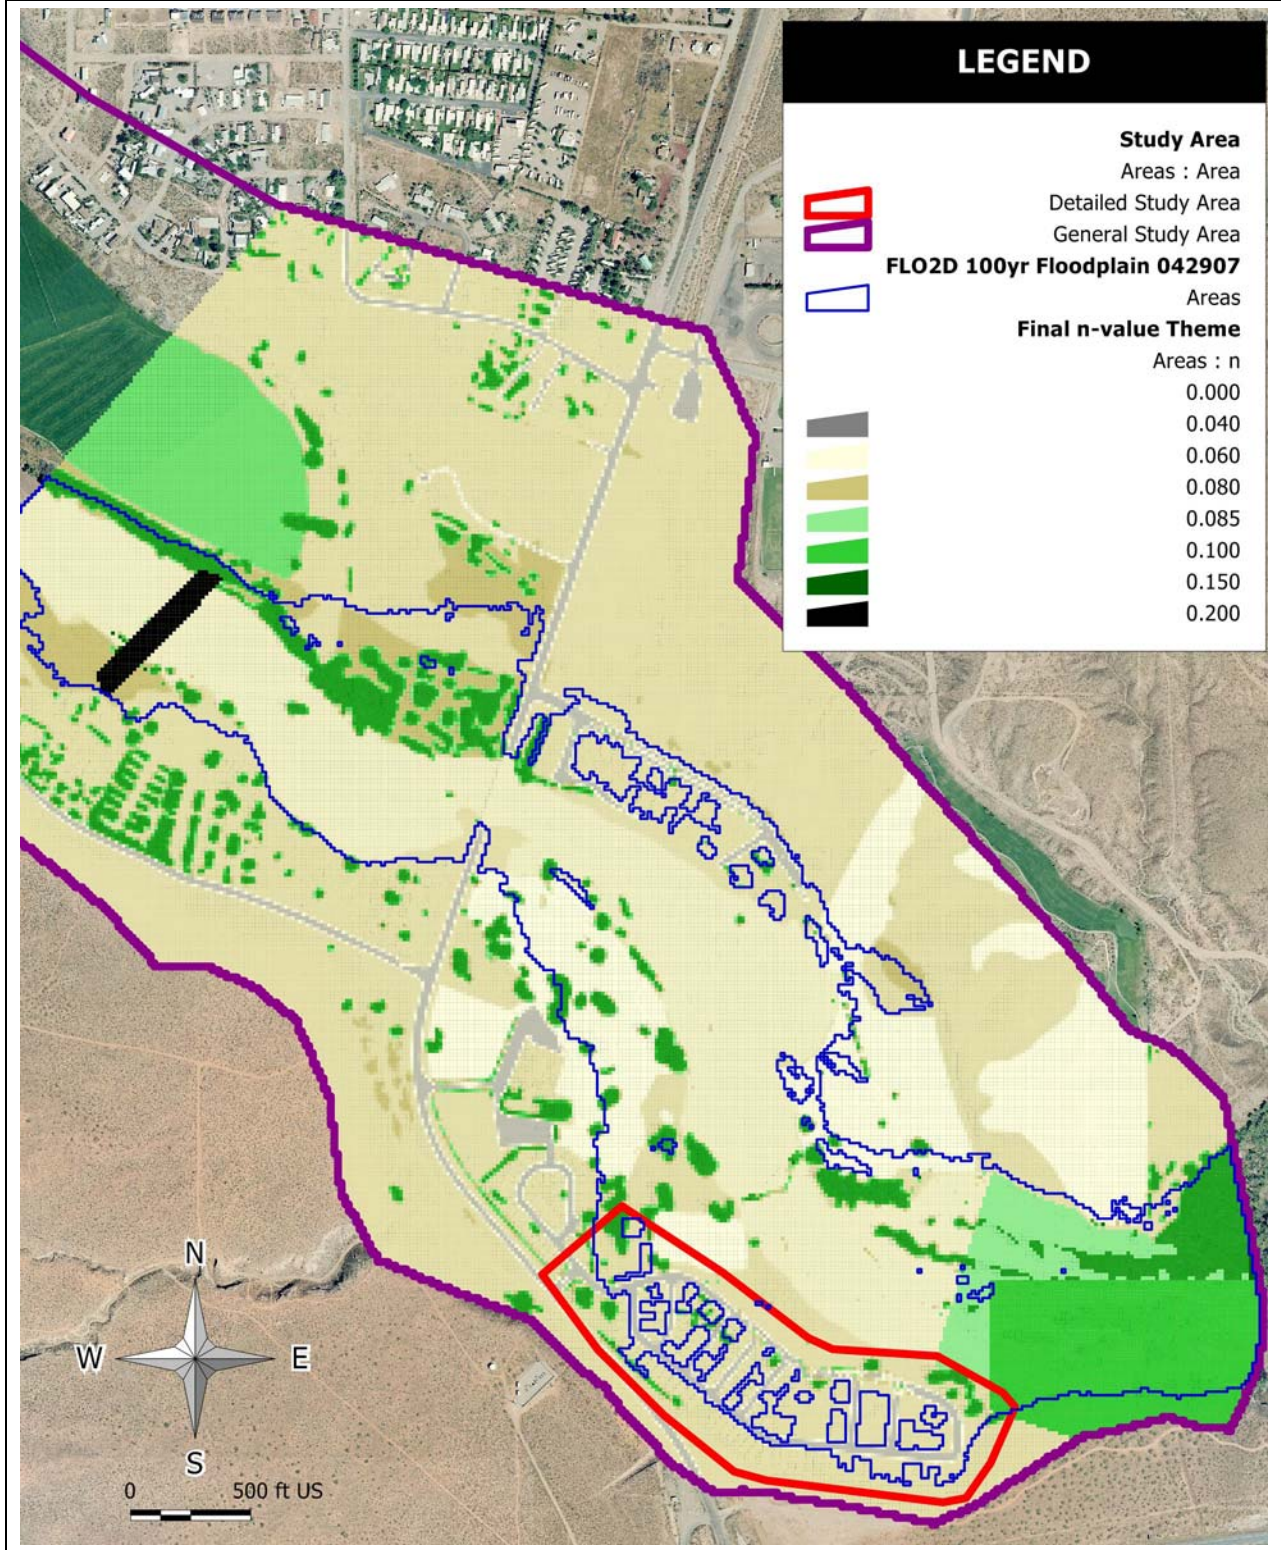 LEGEND
Study Area
Areas : Area
Detailed Study Area
General Study Area
FLO2D 100yr Floodplain 042907
Areas
Final n-value Theme
Areas : n
0.000
0.040
0.060
0.080
0.085
0.100
0.150
0.200
N
W E
S
0 500 ft US